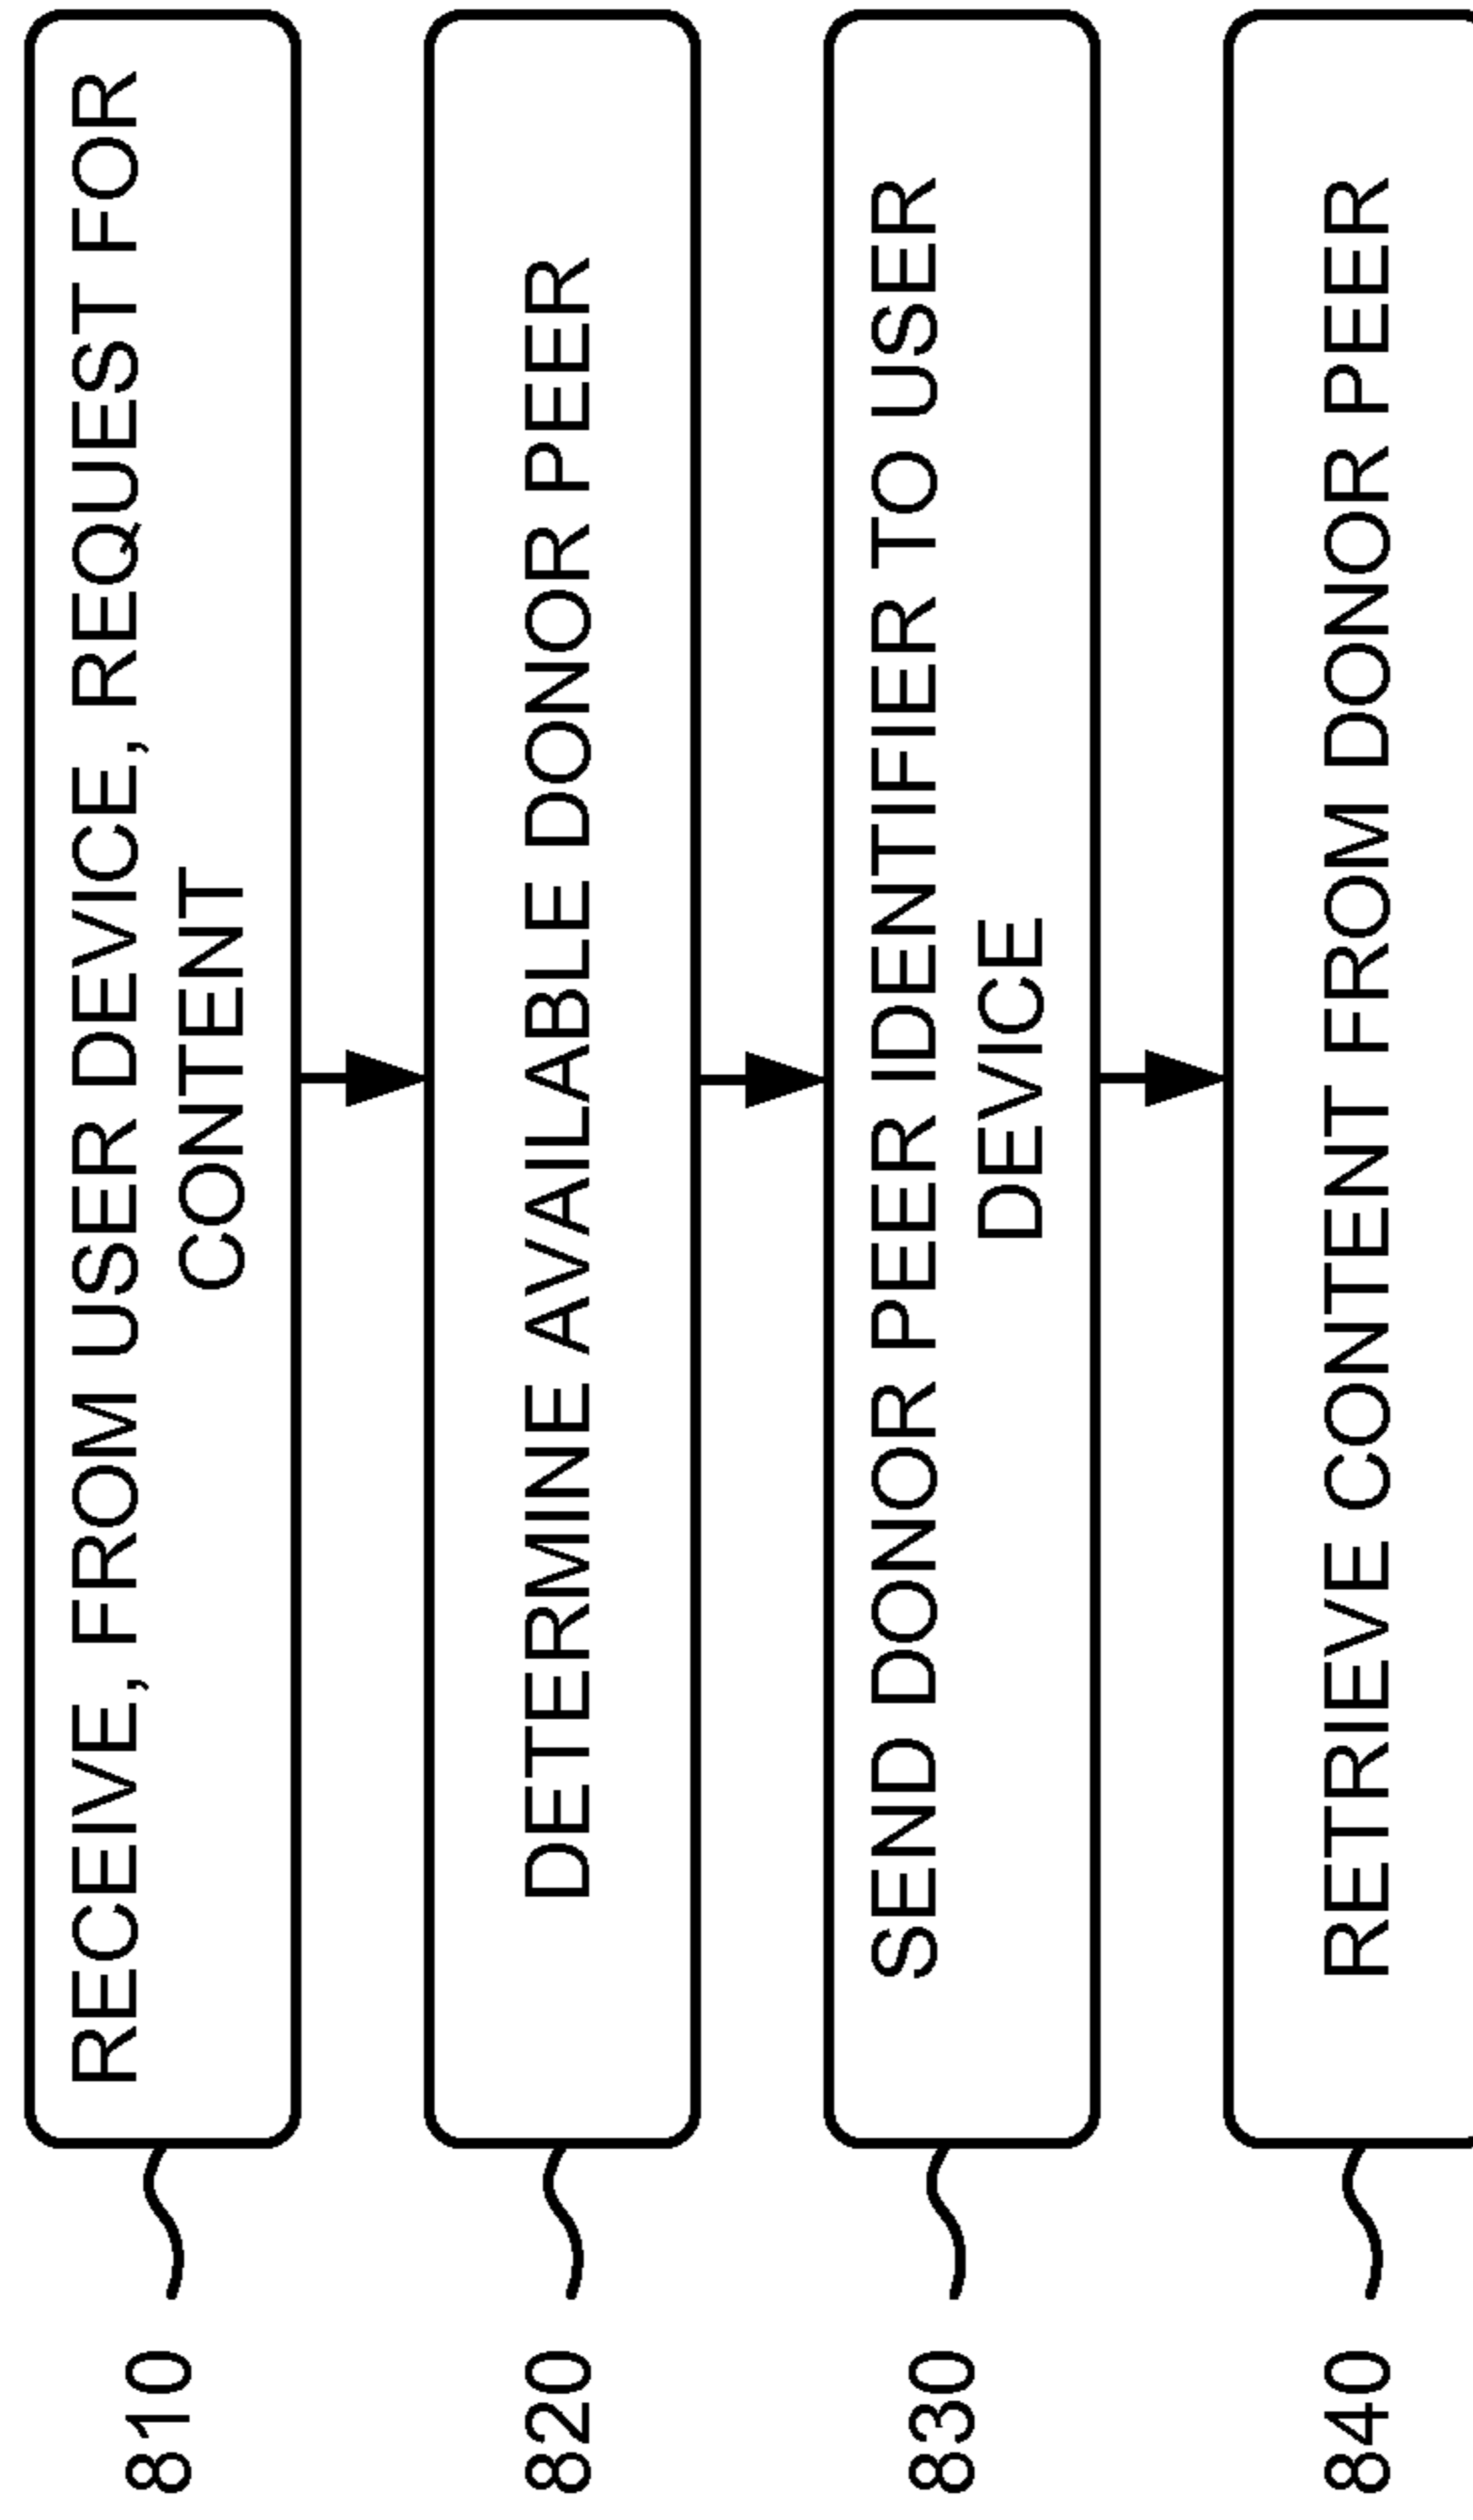 810
RECEIVE, FROM USER DEVICE, REQUEST FOR
CONTENT
820
DETERMINE AVAILABLE DONOR PEER
830
SEND DONOR PEER IDENTIFIER TO USER
DEVICE
840
RETRIEVE CONTENT FROM DONOR PEER